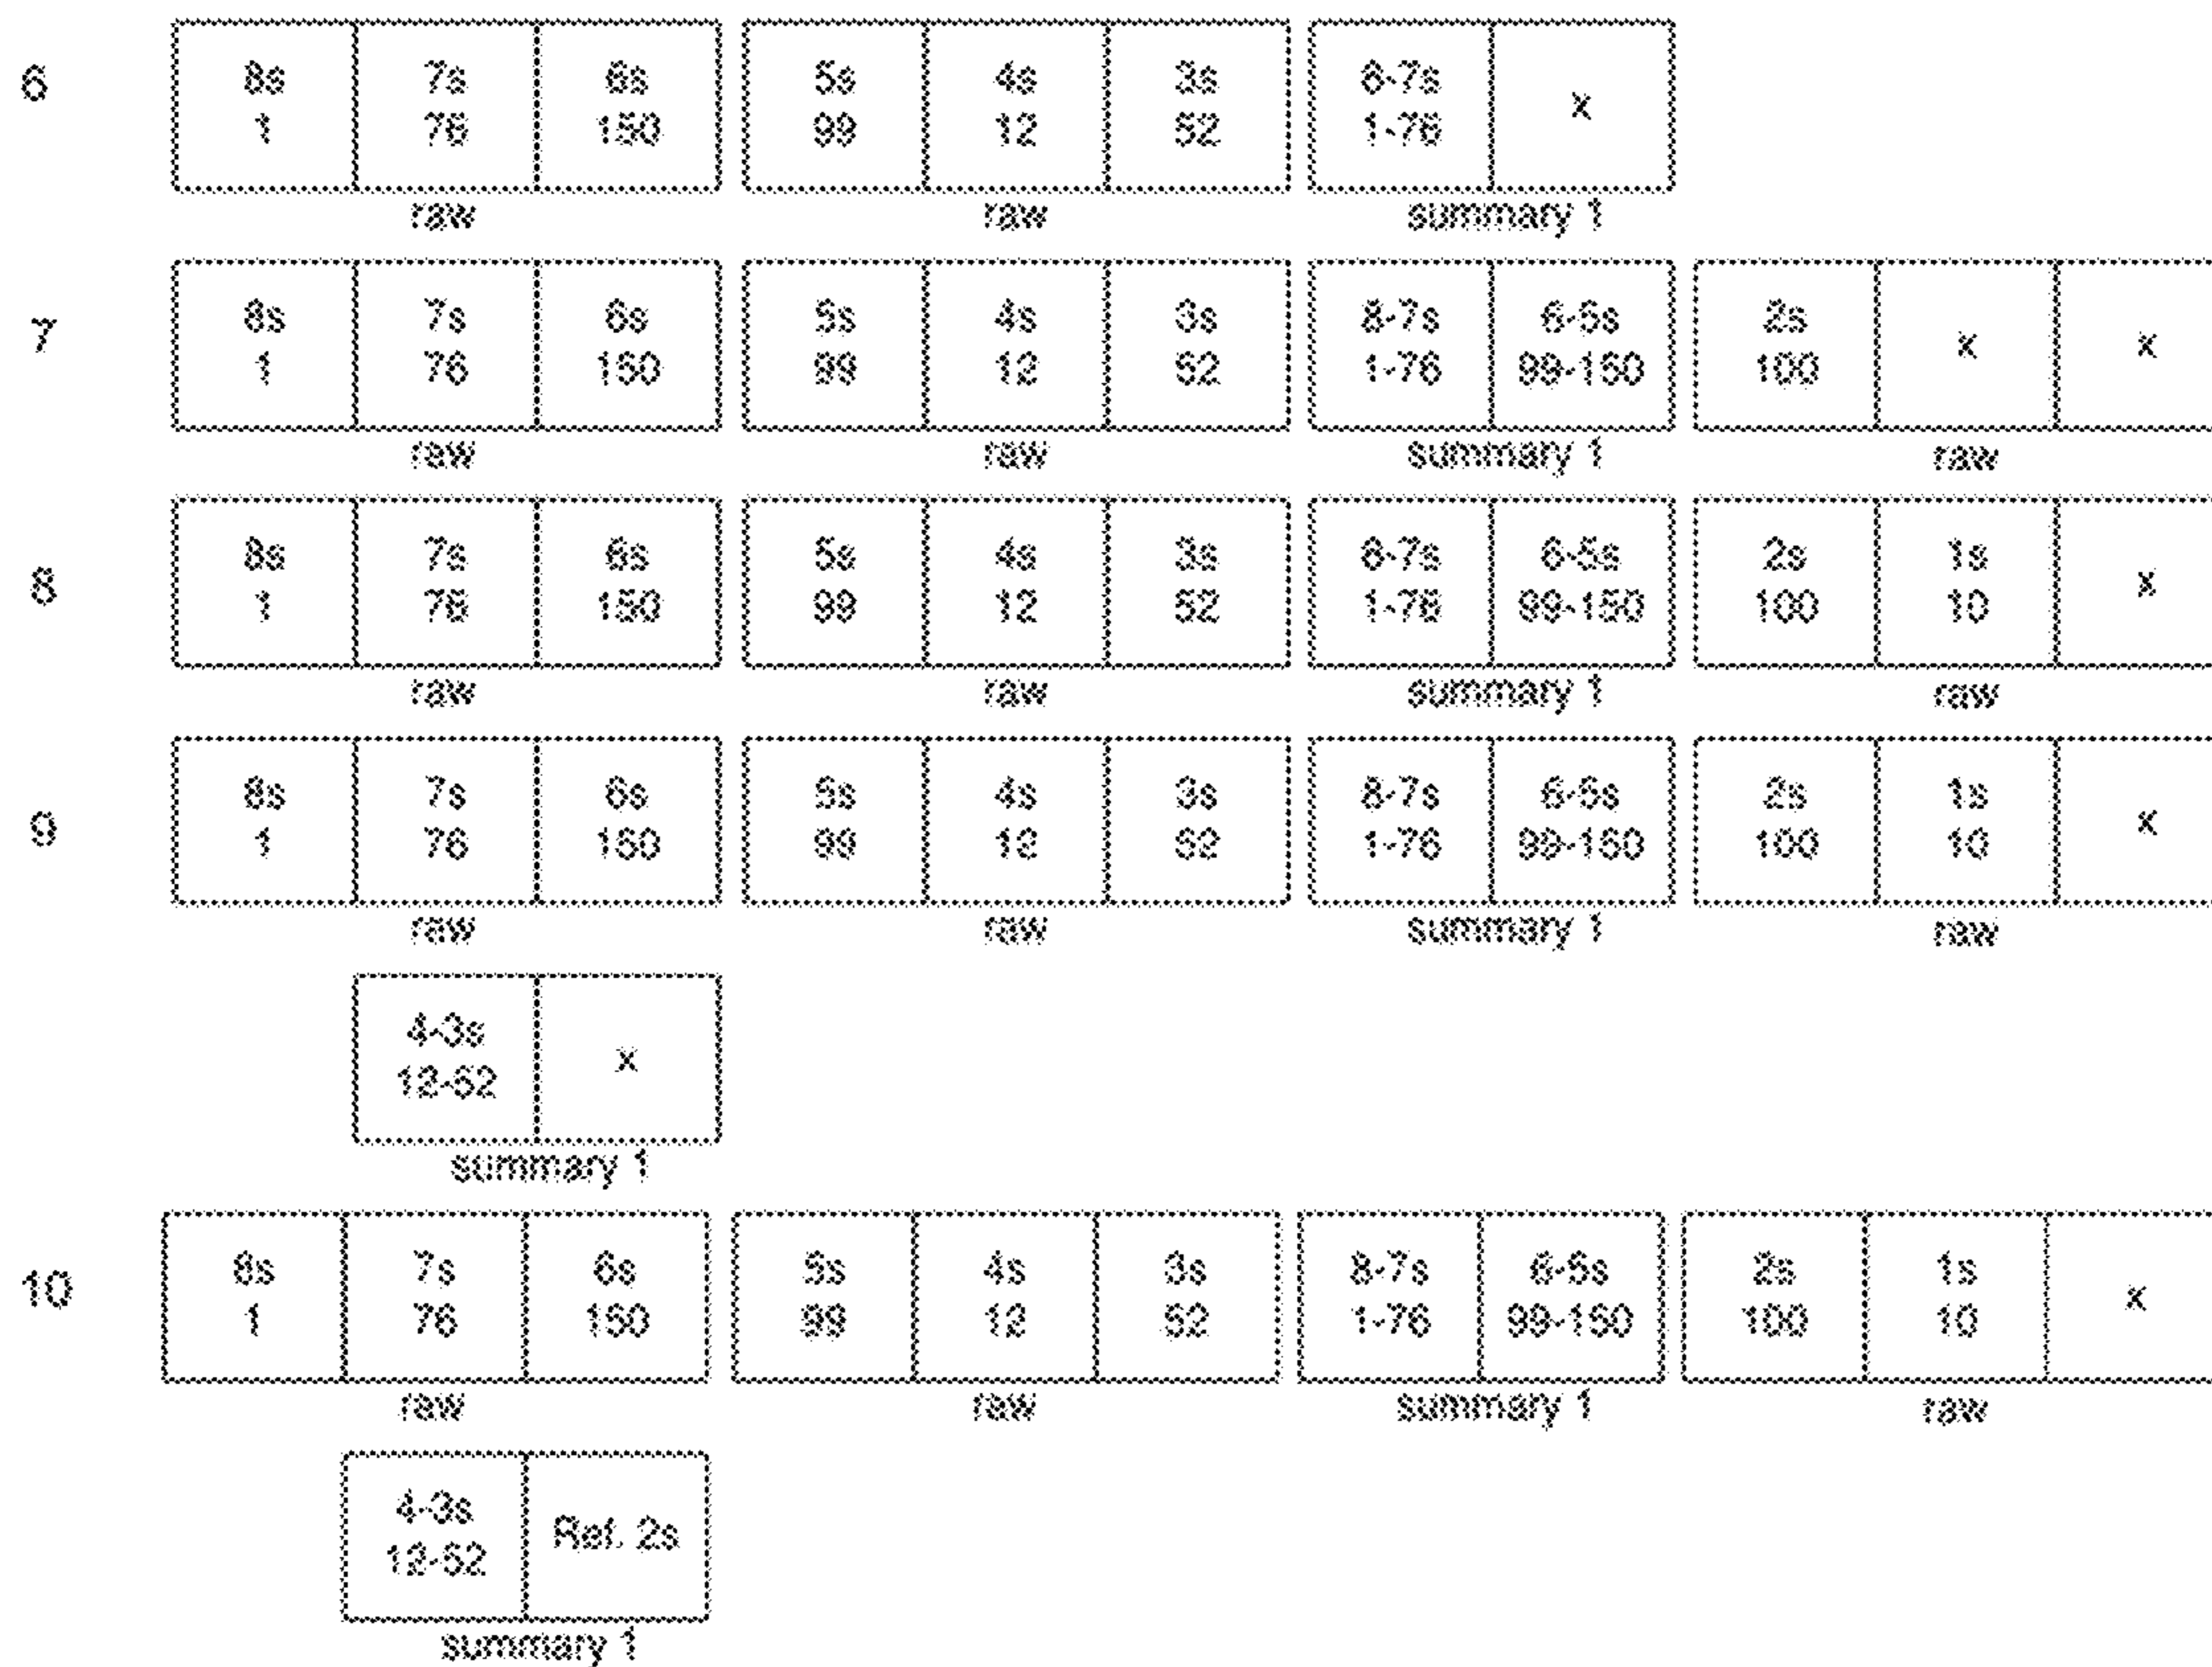 6
8s 7s 6s 5s 4s 3s 8-7s
1 76 150 99 12 52 1-76 x
raw raw summary 1
7
8s 7s 6s 5s 4s 3s 8-7s 6-5s 2s
1 76 150 99 12 52 1-76 99-150 100 x x
raw raw summary 1 raw
8
8s 7s 6s 5s 4s 3s 8-7s 6-5s 2s 1s
1 76 150 99 12 52 1-76 99-150 100 10 x
raw raw summary 1 raw
9
8s 7s 6s 5s 4s 3s 8-7s 6-5s 2s 1s
1 76 150 99 12 52 1-76 99-150 100 10 x
raw raw summary 1 raw
4-3s
12-52 x
summary 1
10
8s 7s 6s 5s 4s 3s 8-7s 6-5s 2s 1s
1 76 150 99 12 52 1-76 99-150 100 10 x
raw raw summary 1 raw
4-3s
12-52 Ref. 2s
summary 1